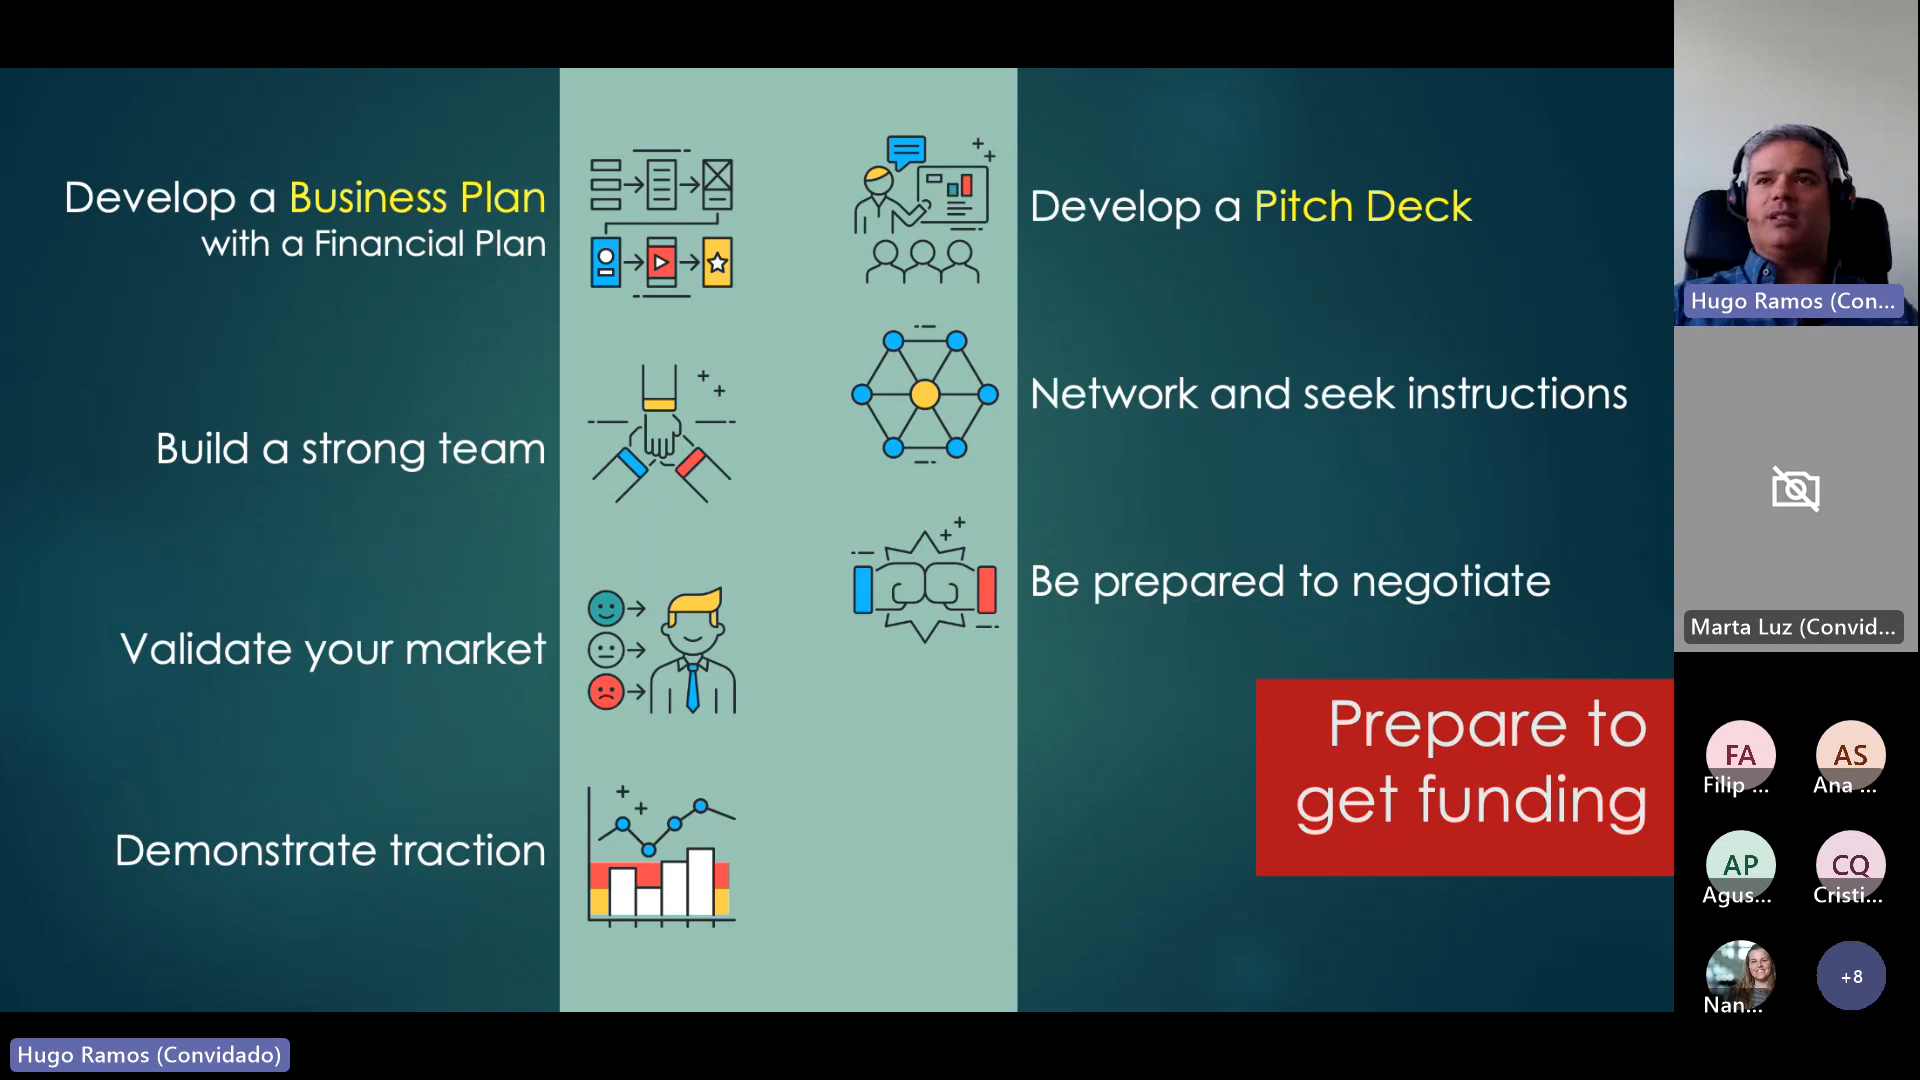 Develop a Business Plan
with a Financial Plan
Build a strong team
Validate your market
Demonstrate traction
Develop a Pitch Deck
Network and seek instructions
Be prepared to negotiate
Prepare to
get funding
Hugo Ramos (Con...
Marta Luz (Convid...
FA
Filip ...
AS
Ana ...
AP
Agus...
CQ
Cristi...
Nan...
+8
Hugo Ramos (Convidado)